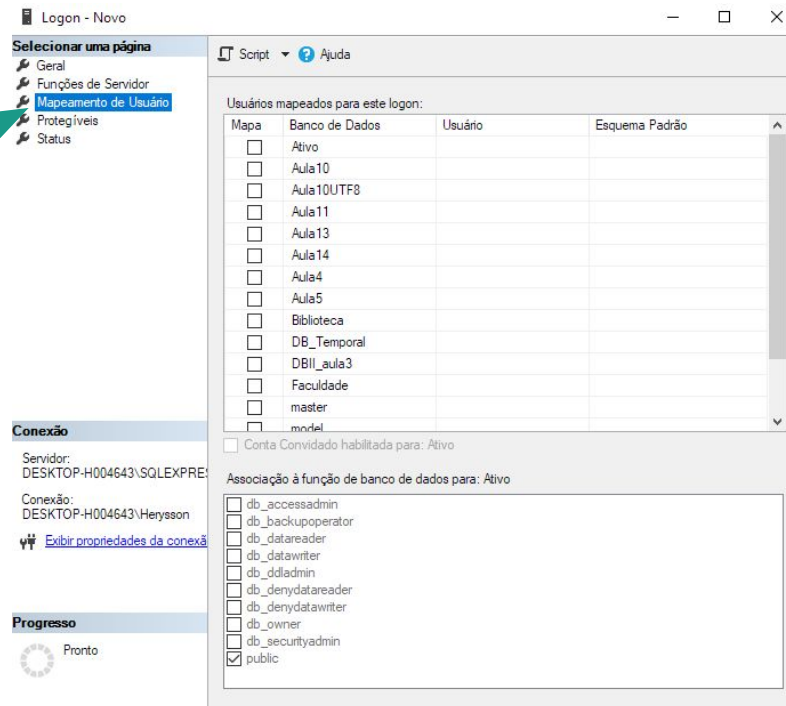 Logon - Novo
Selecionar uma página
Geral
Funções de Servidor
Mapeamento de Usuário
Protegíveis
Status
Script
Ajuda
Usuários mapeados para este logon:
Mapa Banco de Dados Usuário Esquema Padrão
Ativo
Aula10
Aula10UTF8
Aula11
Aula13
Aula14
Aula4
Aula5
Biblioteca
DB_Temporal
DBII_aula3
Faculdade
master
model
Conta Convidado habilitada para: Ativo
Associação à função de banco de dados para: Ativo
db_accessadmin
db_backupoperator
db_datareader
db_datawriter
db_ddladmin
db_denydatareader
db_denydatawriter
db_owner
db_securityadmin
public
Conexão
Servidor:
DESKTOP-H004643\SQLEXPRES
Conexão:
DESKTOP-H004643\Herysson
Exibir propriedades da conexã
Progresso
Pronto